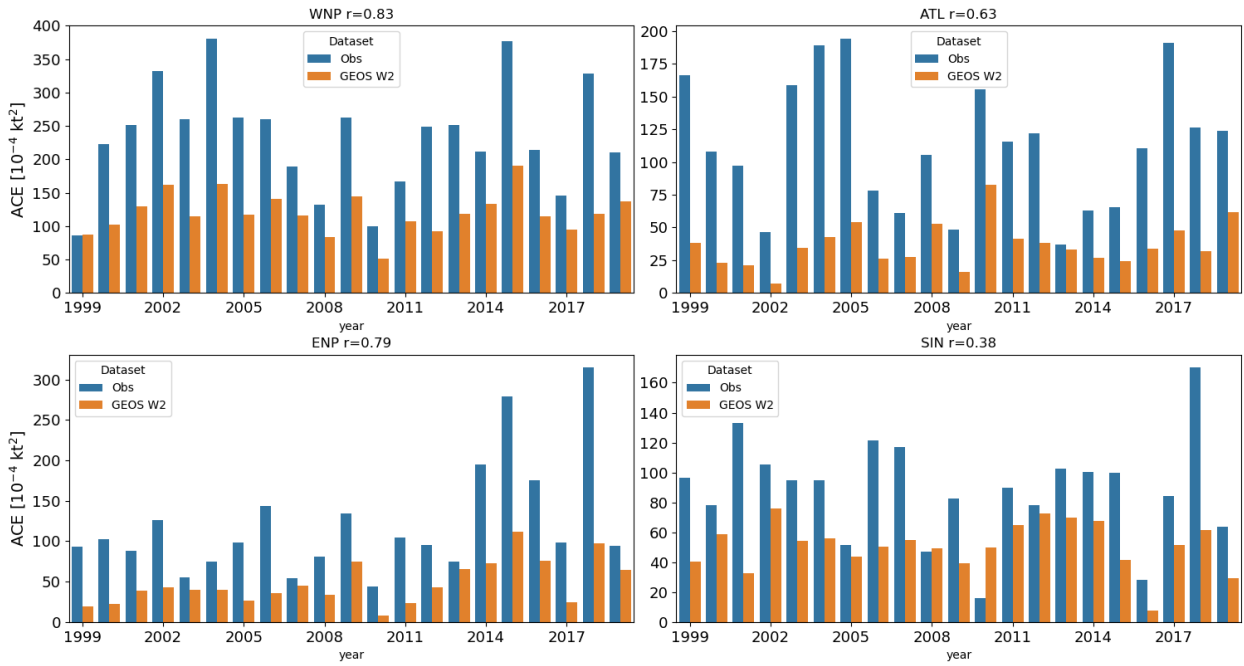 WNP r=0.83
ACE [10⁻⁴ kt²]
400
350
300
250
200
150
100
50
0
Dataset
Obs
GEOS W2
1999 2002 2005 2008 2011 2014 2017
year
ATL r=0.63
200
175
150
125
100
75
50
25
0
Dataset
Obs
GEOS W2
1999 2002 2005 2008 2011 2014 2017
year
ENP r=0.79
ACE [10⁻⁴ kt²]
300
250
200
150
100
50
0
Dataset
Obs
GEOS W2
1999 2002 2005 2008 2011 2014 2017
year
SIN r=0.38
160
140
120
100
80
60
40
20
0
Dataset
Obs
GEOS W2
1999 2002 2005 2008 2011 2014 2017
year